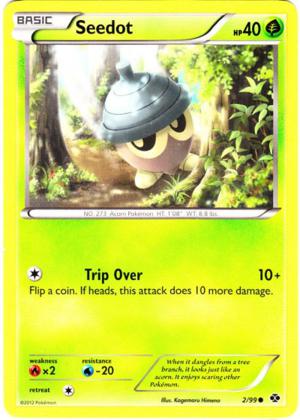 BASIC
Seedot
HP 40
NO. 273 Acorn Pokémon HT: 1'08" WT: 8.8 lbs.
Trip Over 10+
Flip a coin. If heads, this attack does 10 more damage.
weakness resistance
×2 -20
retreat
When it dangles from a tree
branch, it looks just like an
acorn. It enjoys scaring other
Pokémon.
©2012 Pokémon Illus. Kagemaru Himeno 2/99